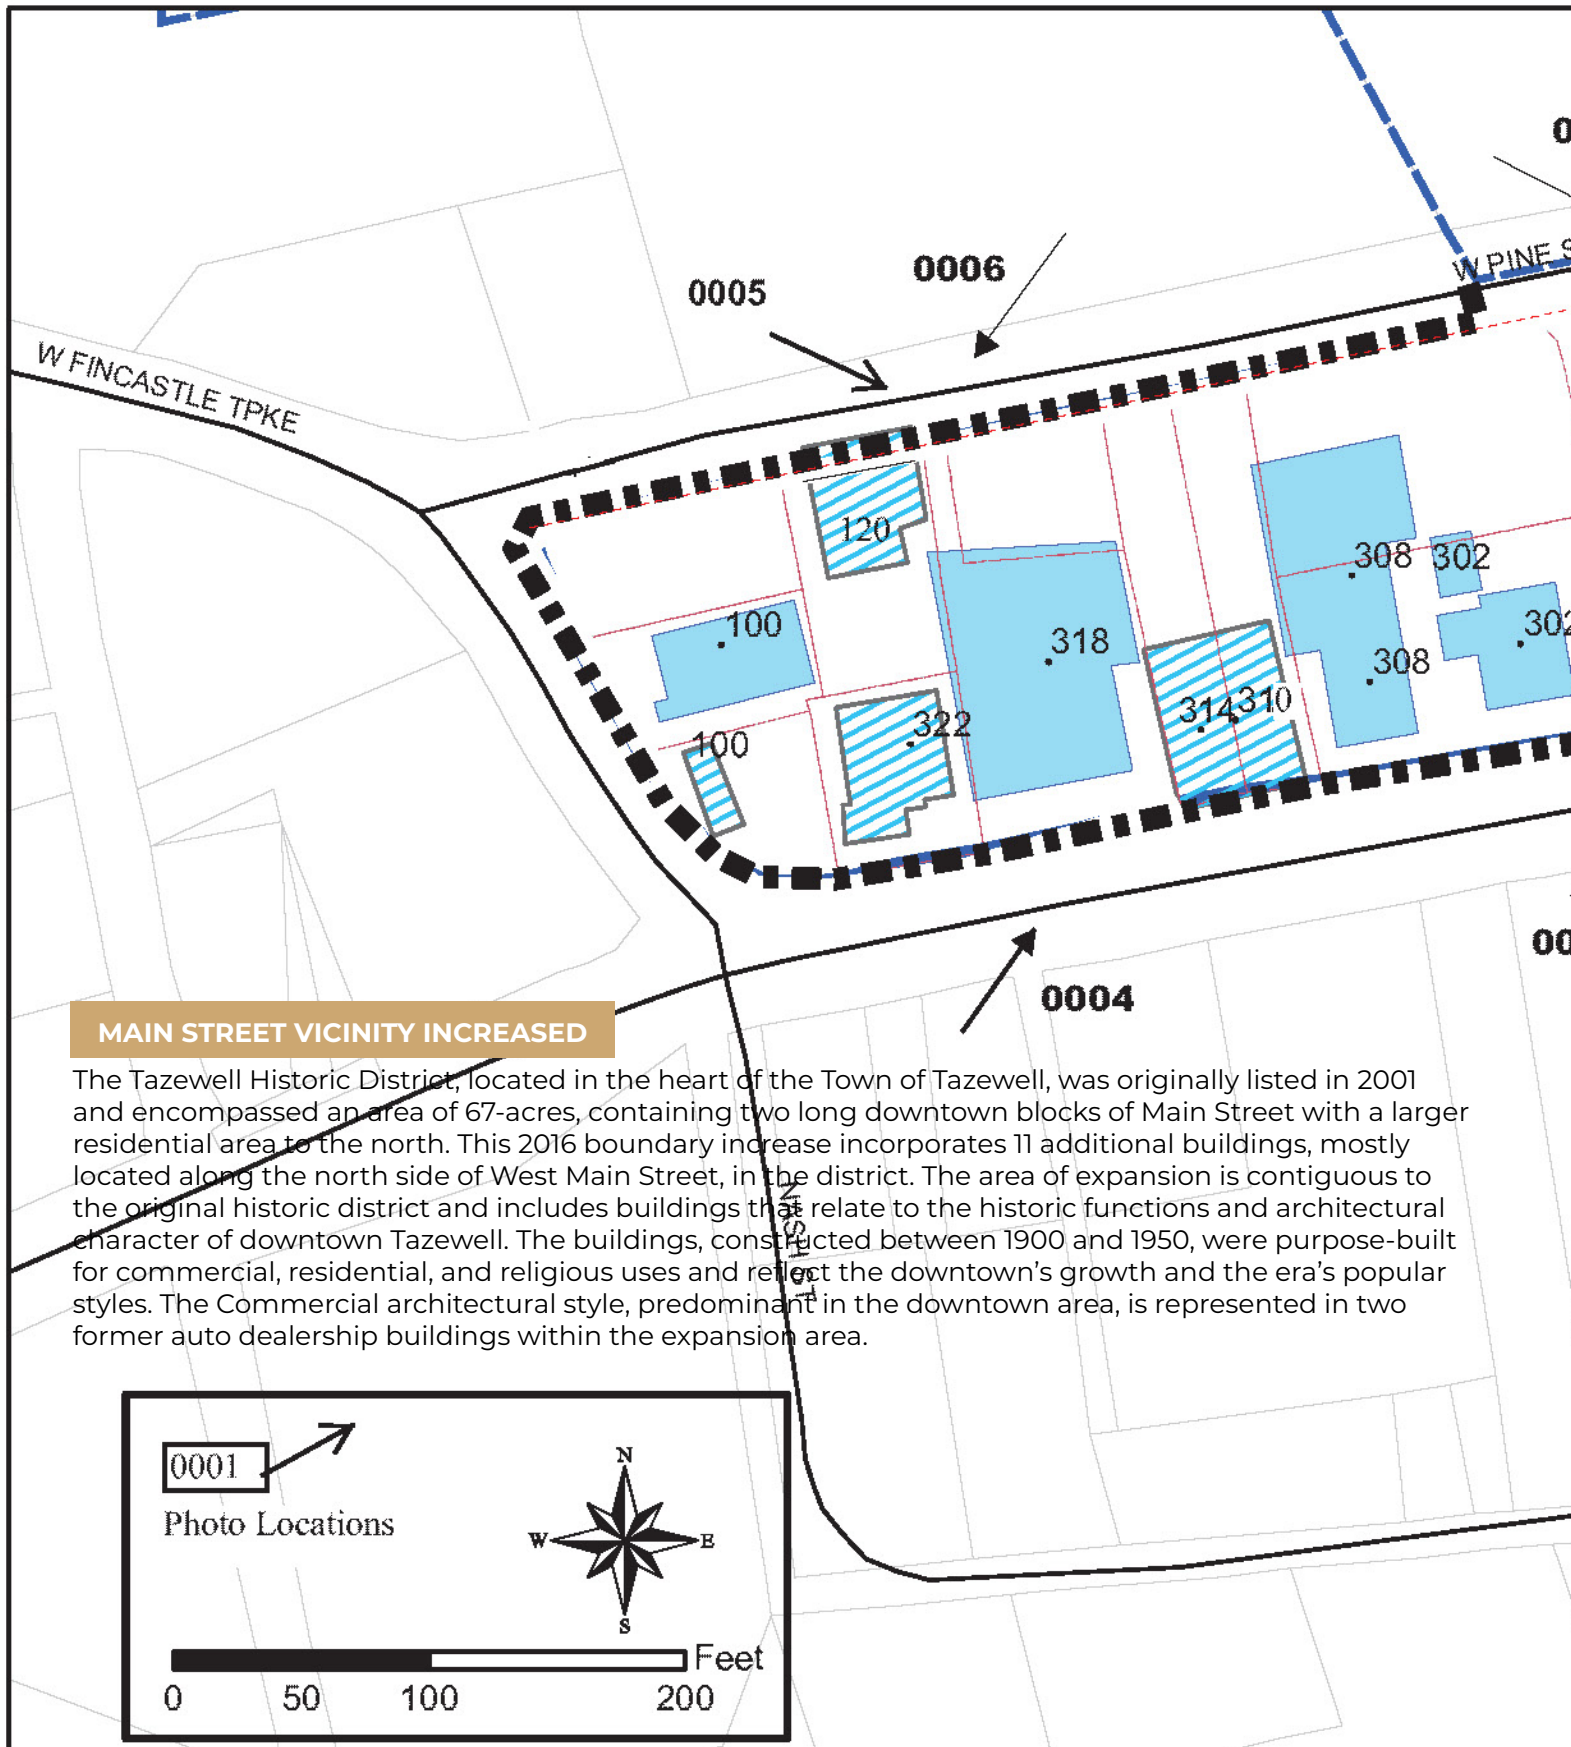 0
W PINE S
0006
0005
W FINCASTLE TPKE
120
308
302
100
318
302
308
314
310
322
100
00
0004
MAIN STREET VICINITY INCREASED
The Tazewell Historic District, located in the heart of the Town of Tazewell, was originally listed in 2001
and encompassed an area of 67-acres, containing two long downtown blocks of Main Street with a larger
residential area to the north. This 2016 boundary increase incorporates 11 additional buildings, mostly
located along the north side of West Main Street, in the district. The area of expansion is contiguous to
the original historic district and includes buildings that relate to the historic functions and architectural
character of downtown Tazewell. The buildings, constructed between 1900 and 1950, were purpose-built
for commercial, residential, and religious uses and reflect the downtown's growth and the era's popular
styles. The Commercial architectural style, predominant in the downtown area, is represented in two
former auto dealership buildings within the expansion area.
NASH ST
0001
Photo Locations
N
W E
S
Feet
0 50 100 200